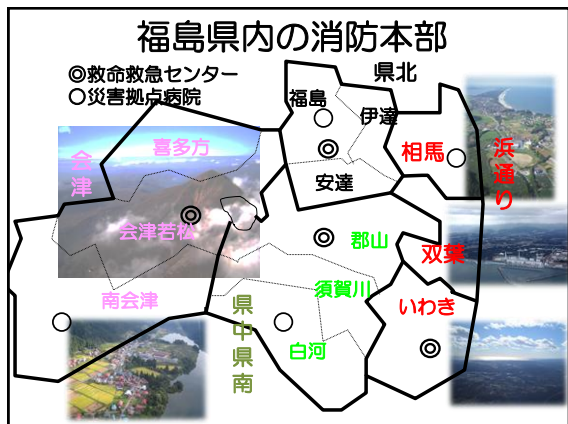 福島県内の消防本部
◎救命救急センター
○災害拠点病院
県北
福島
伊達
安達
相馬
浜通り
双葉
いわき
会津
喜多方
会津若松
南会津
郡山
須賀川
白河
県中県南